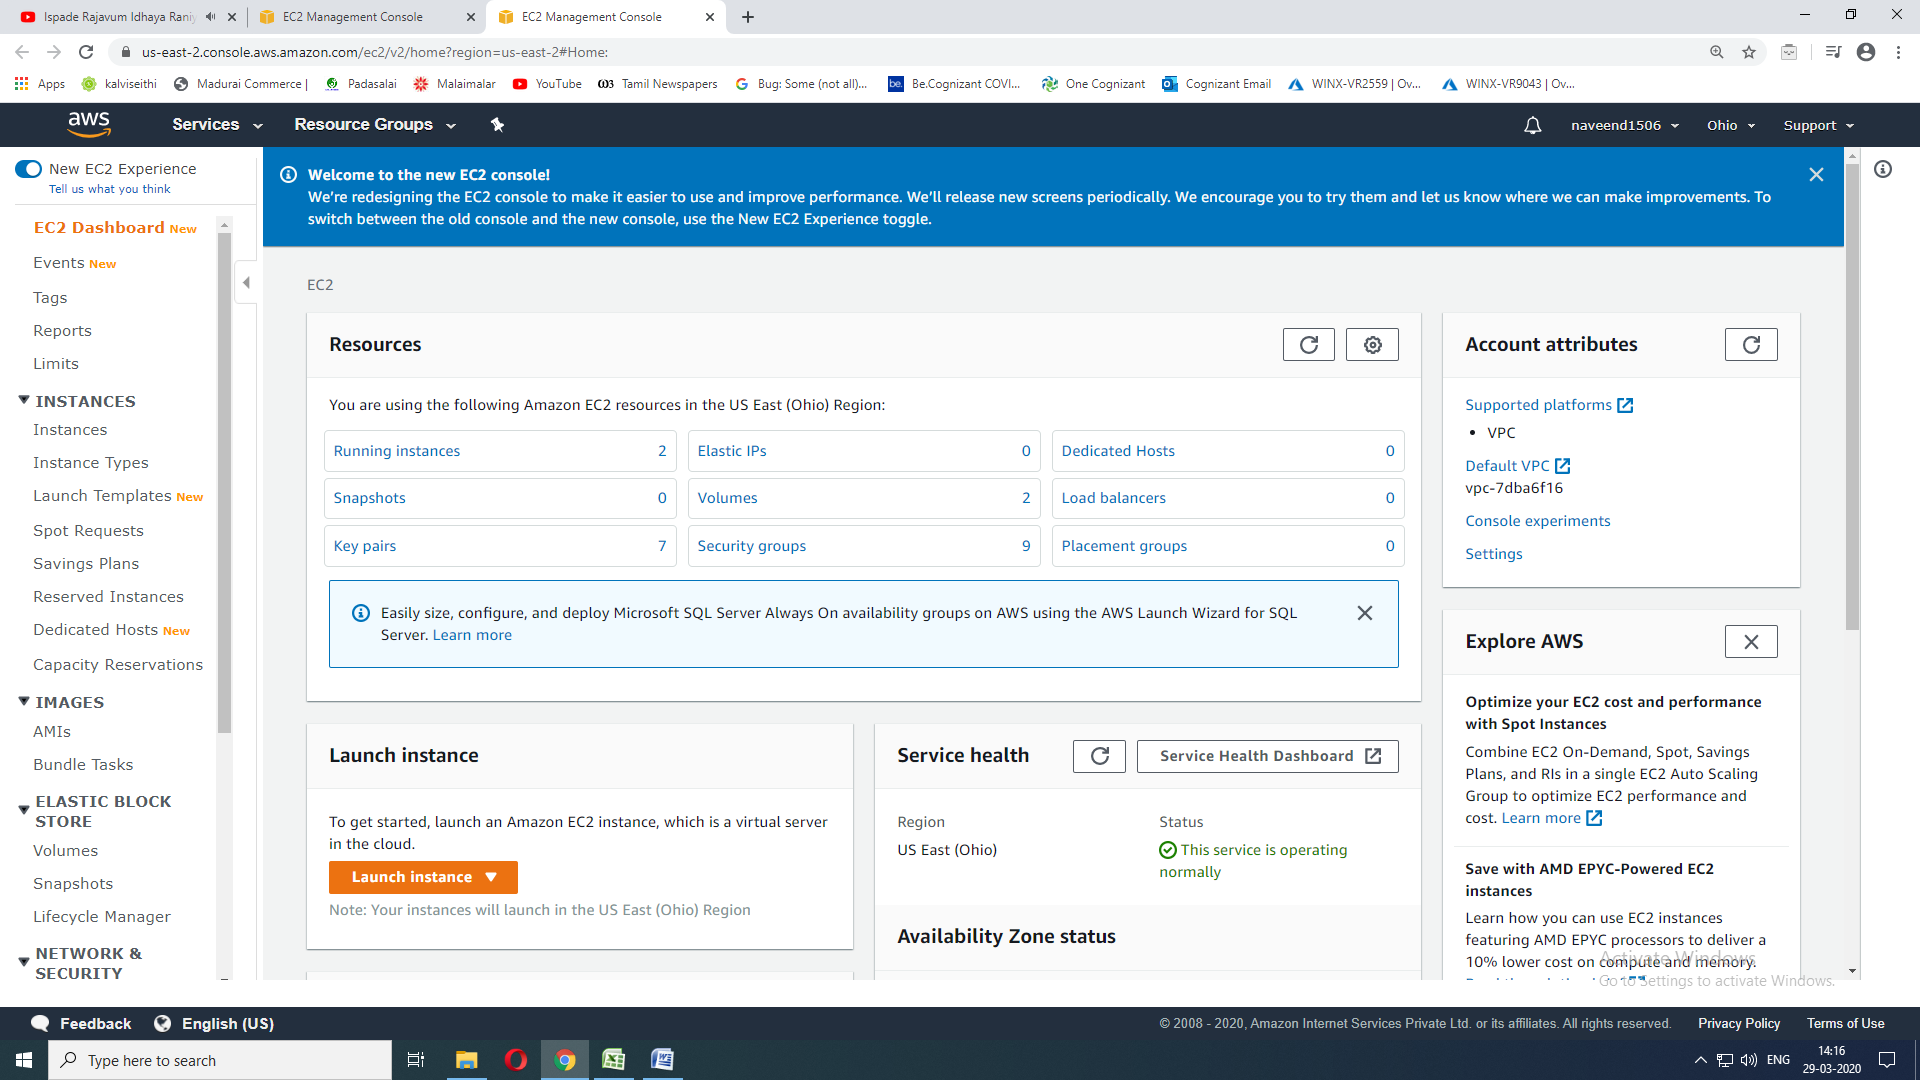 Ispade Rajavum Idhaya Raniy
EC2 Management Console
EC2 Management Console
us-east-2.console.aws.amazon.com/ec2/v2/home?region=us-east-2#Home:
Apps
kalviseithi
Madurai Commerce |
Padasalai
Malaimalar
YouTube
Tamil Newspapers
Bug: Some (not all)...
be. Be.Cognizant COVI...
One Cognizant
Cognizant Email
WINX-VR2559 | Ov...
WINX-VR9043 | Ov...
aws
Services
Resource Groups
naveend1506
Ohio
Support
New EC2 Experience
Tell us what you think
EC2 Dashboard New
Events New
Tags
Reports
Limits
INSTANCES
Instances
Instance Types
Launch Templates New
Spot Requests
Savings Plans
Reserved Instances
Dedicated Hosts New
Capacity Reservations
IMAGES
AMIs
Bundle Tasks
ELASTIC BLOCK
STORE
Volumes
Snapshots
Lifecycle Manager
NETWORK &
SECURITY
Welcome to the new EC2 console!
We're redesigning the EC2 console to make it easier to use and improve performance. We'll release new screens periodically. We encourage you to try them and let us know where we can make improvements. To
switch between the old console and the new console, use the New EC2 Experience toggle.
EC2
Resources
You are using the following Amazon EC2 resources in the US East (Ohio) Region:
Running instances 2
Elastic IPs 0
Dedicated Hosts 0
Snapshots 0
Volumes 2
Load balancers 0
Key pairs 7
Security groups 9
Placement groups 0
Easily size, configure, and deploy Microsoft SQL Server Always On availability groups on AWS using the AWS Launch Wizard for SQL
Server. Learn more
Launch instance
To get started, launch an Amazon EC2 instance, which is a virtual server
in the cloud.
Launch instance
Note: Your instances will launch in the US East (Ohio) Region
Service health
Service Health Dashboard
Region
US East (Ohio)
Status
This service is operating
normally
Availability Zone status
Account attributes
Supported platforms
• VPC
Default VPC
vpc-7dba6f16
Console experiments
Settings
Explore AWS
Optimize your EC2 cost and performance
with Spot Instances
Combine EC2 On-Demand, Spot, Savings
Plans, and RIs in a single EC2 Auto Scaling
Group to optimize EC2 performance and
cost. Learn more
Save with AMD EPYC-Powered EC2
instances
Learn how you can use EC2 instances
featuring AMD EPYC processors to deliver a
10% lower cost on compute and memory.
Activate Windows
Go to Settings to activate Windows.
Feedback
English (US)
© 2008 - 2020, Amazon Internet Services Private Ltd. or its affiliates. All rights reserved.
Privacy Policy
Terms of Use
Type here to search
ENG
14:16
29-03-2020